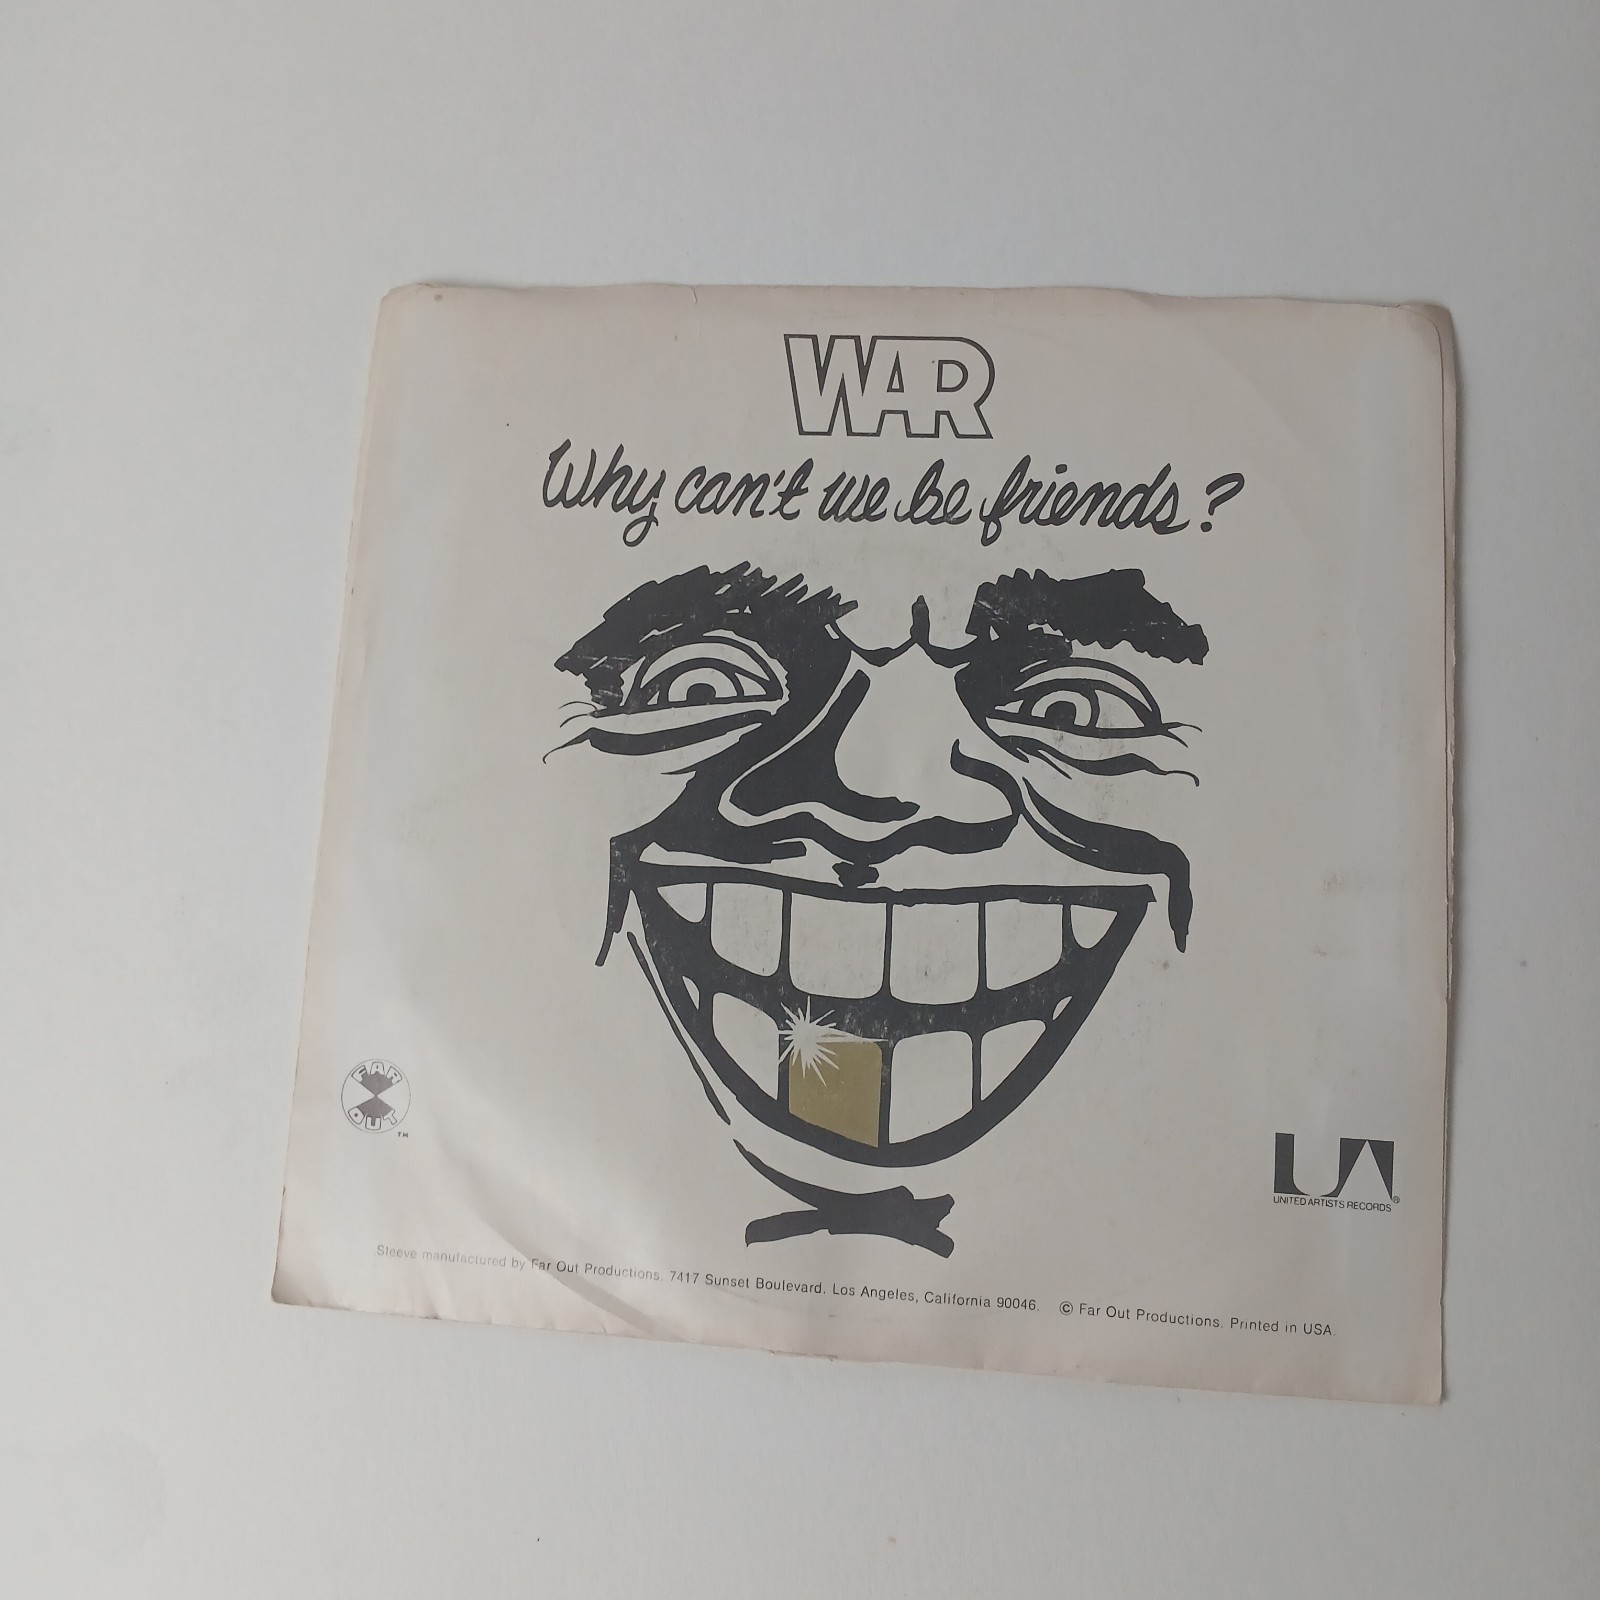 WAR
Why can't we be friends?
FAR
OUT
TM
UA
UNITED ARTISTS RECORDS ®
Sleeve manufactured by Far Out Productions, 7417 Sunset Boulevard, Los Angeles, California 90046. © Far Out Productions. Printed in USA.